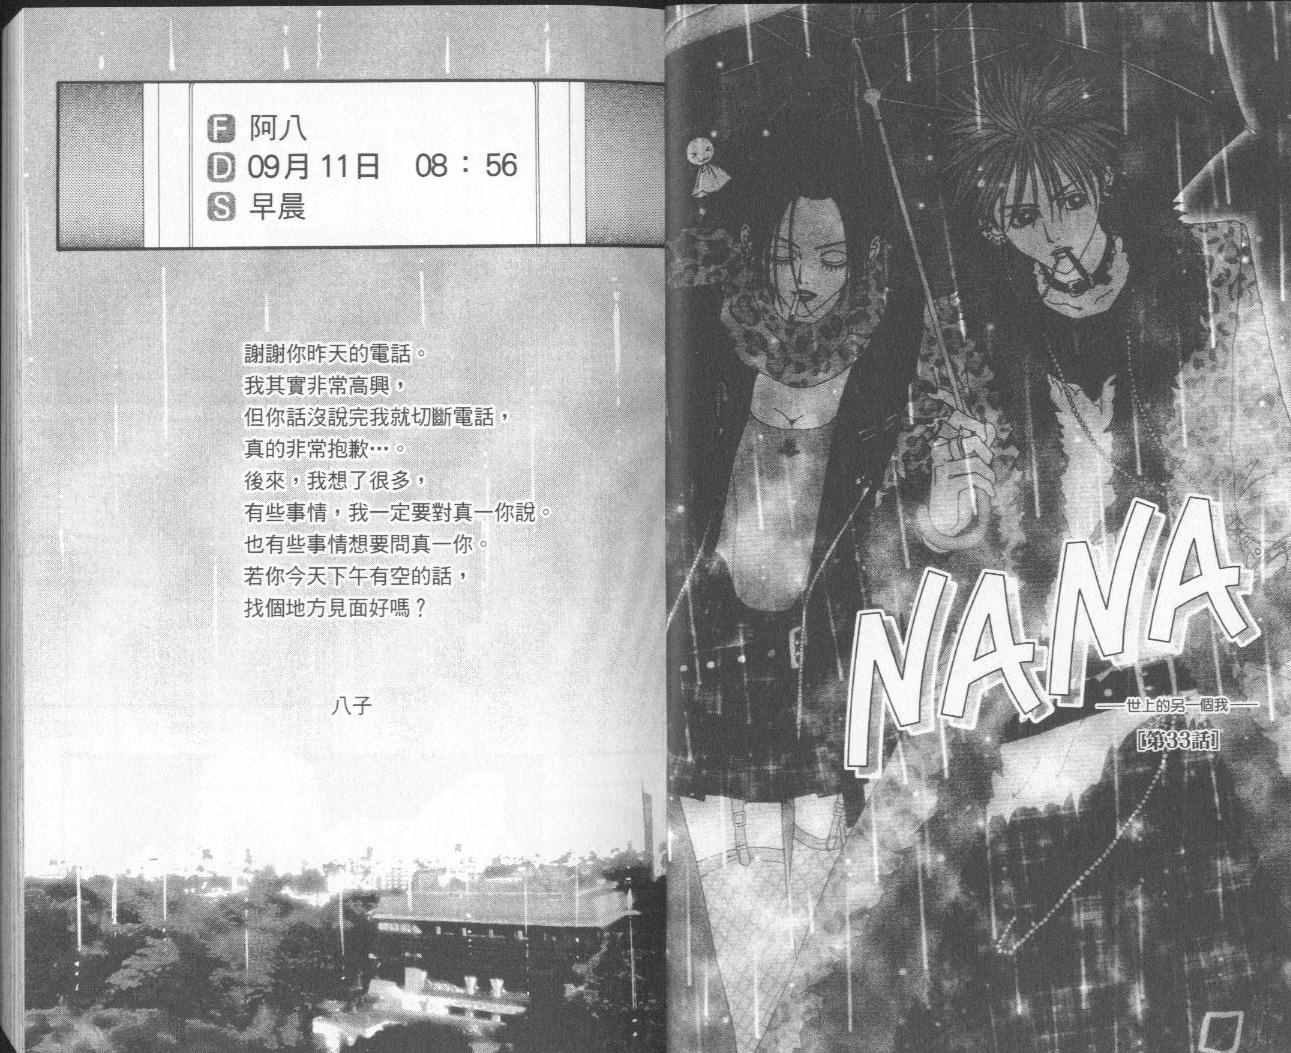 F 阿八
D 09月11日 08：56
S 早晨
謝謝你昨天的電話。
我其實非常高興，
但你話沒說完我就切斷電話，
真的非常抱歉…。
後來，我想了很多，
有些事情，我一定要對真一你說。
也有些事情想要問真一你。
若你今天下午有空的話，
找個地方見面好嗎？
八子
NANA
——世上的另一個我——
[第33話]